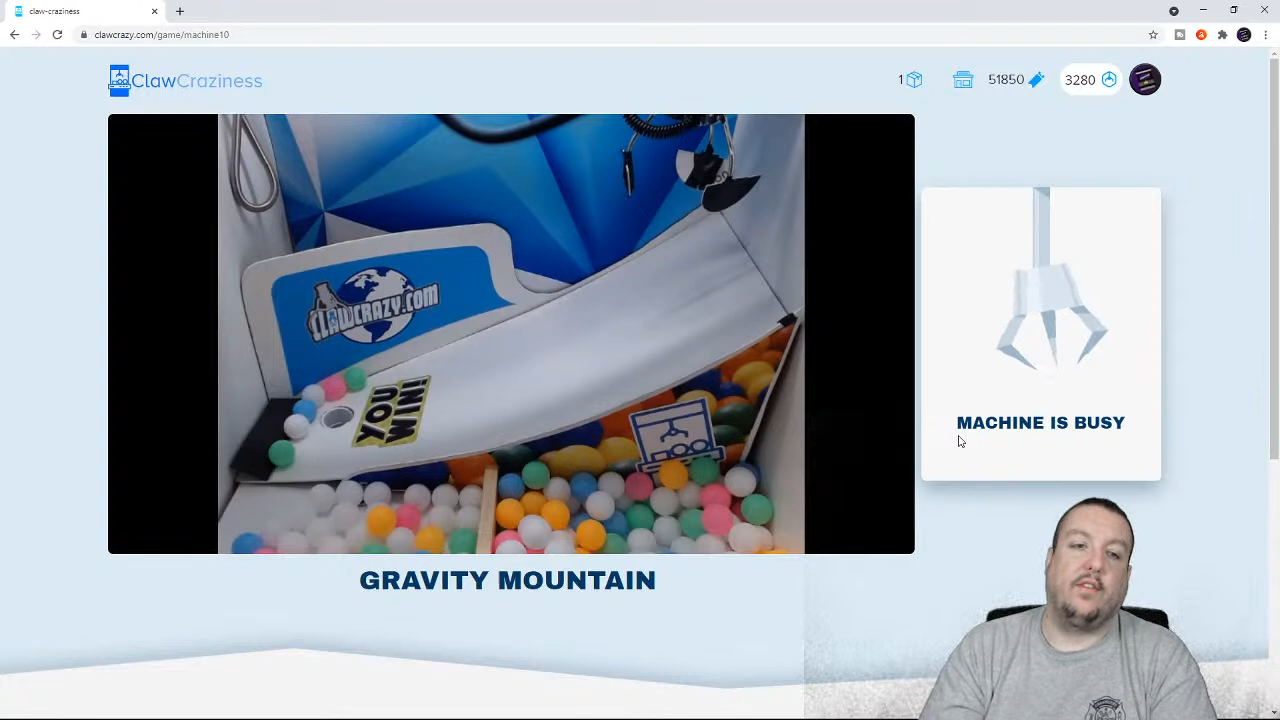 claw-craziness
clawcrazy.com/game/machine10
ClawCraziness
1
51850
3280
CLAWCRAZY.COM
YOU
WIN!
MACHINE IS BUSY
GRAVITY MOUNTAIN